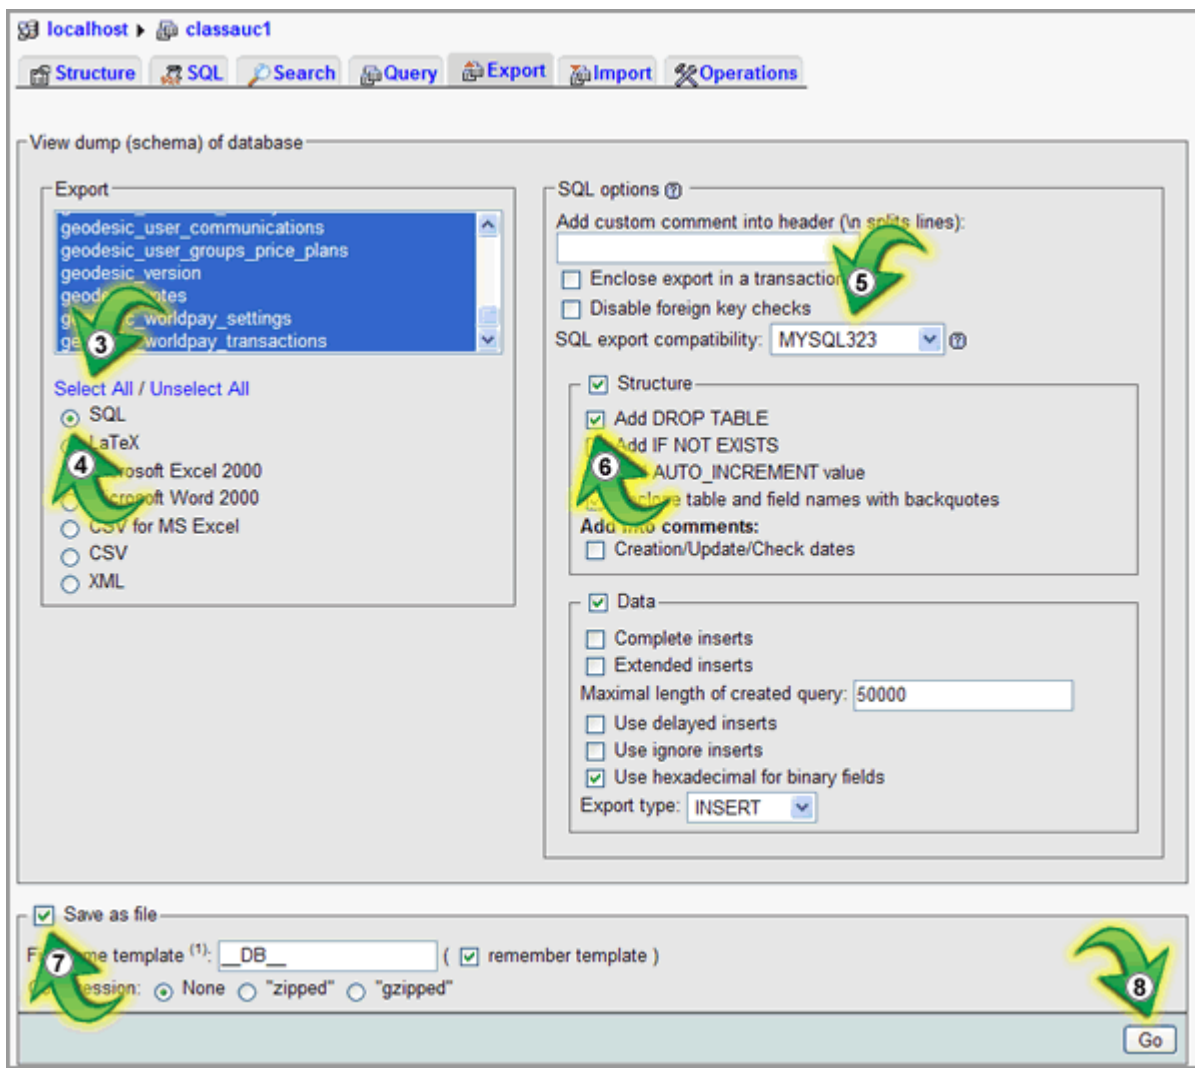 localhost classauc1
Structure SQL Search Query Export Import Operations
View dump (schema) of database
Export
geodesic_user_communications
geodesic_user_groups_price_plans
geodesic_version
worldpay_settings
worldpay_transactions
3
Select All / Unselect All
SQL
LaTeX
4
Excel 2000
Word 2000
CSV for MS Excel
CSV
XML
SQL options
Add custom comment into header (\n splits lines):
Enclose export in a transaction
5
Disable foreign key checks
SQL export compatibility: MYSQL323
Structure
Add DROP TABLE
Add IF NOT EXISTS
6
AUTO_INCREMENT value
table and field names with backquotes
Add into comments:
Creation/Update/Check dates
Data
Complete inserts
Extended inserts
Maximal length of created query: 50000
Use delayed inserts
Use ignore inserts
Use hexadecimal for binary fields
Export type: INSERT
Save as file
7
template (1): __DB__ ( remember template )
None "zipped" "gzipped"
8
Go